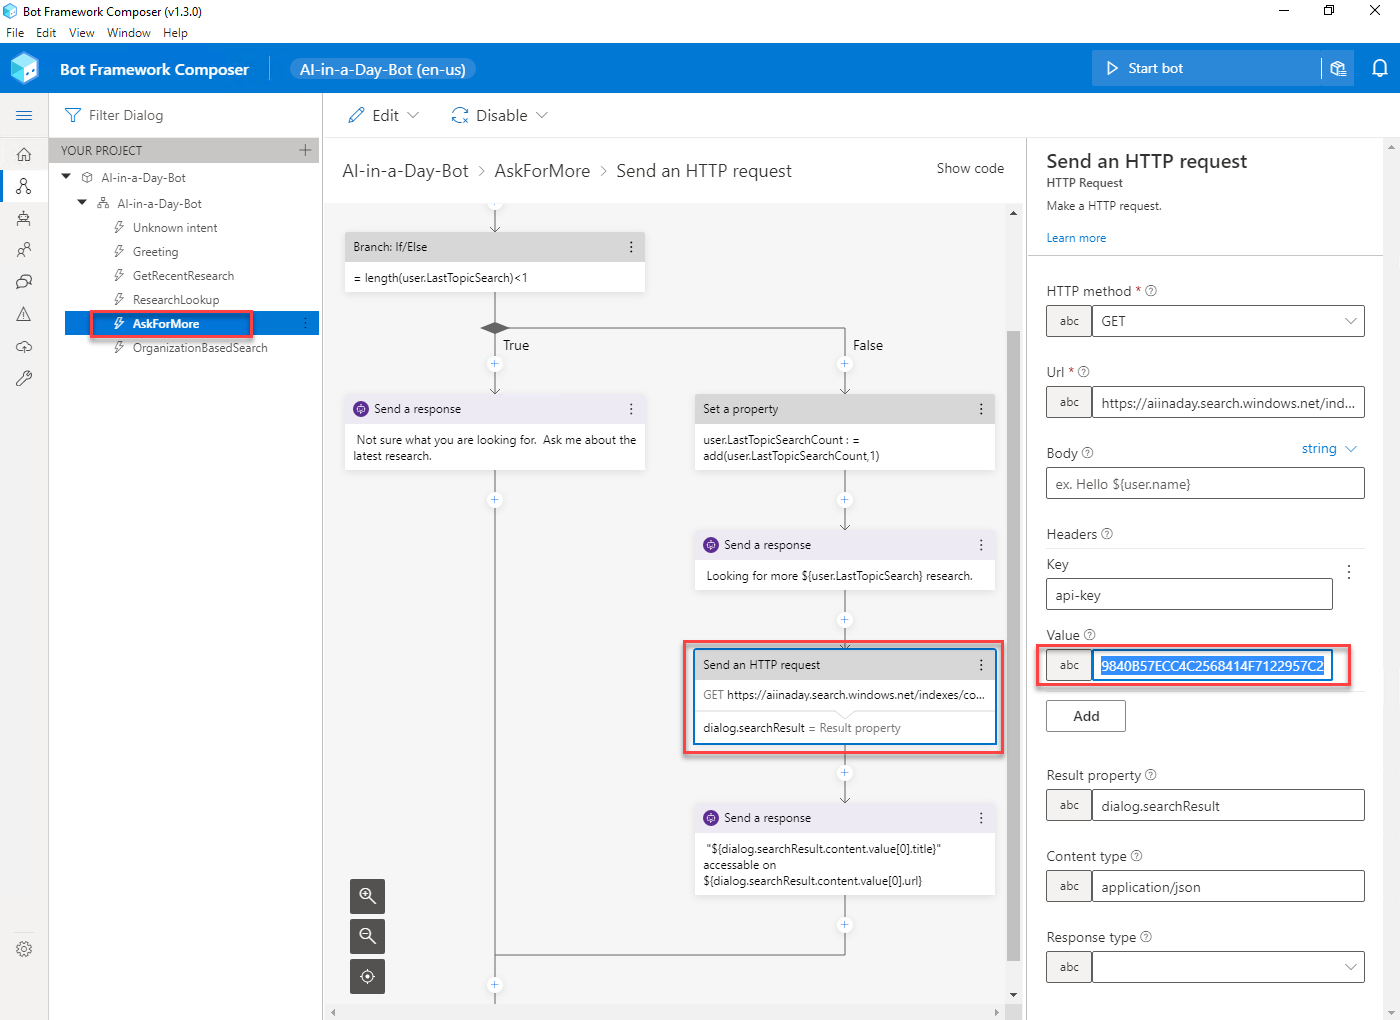 Bot Framework Composer (v1.3.0)
File Edit View Window Help
Bot Framework Composer
AI-in-a-Day-Bot (en-us)
Start bot
Filter Dialog
Edit
Disable
YOUR PROJECT
AI-in-a-Day-Bot
AI-in-a-Day-Bot
Unknown intent
Greeting
GetRecentResearch
ResearchLookup
AskForMore
OrganizationBasedSearch
AI-in-a-Day-Bot > AskForMore > Send an HTTP request
Show code
Branch: If/Else
= length(user.LastTopicSearch)<1
True
False
Send a response
Not sure what you are looking for. Ask me about the
latest research.
Set a property
user.LastTopicSearchCount : =
add(user.LastTopicSearchCount,1)
Send a response
Looking for more ${user.LastTopicSearch} research.
Send an HTTP request
GET https://aiinaday.search.windows.net/indexes/co...
dialog.searchResult = Result property
Send a response
"${dialog.searchResult.content.value[0].title}"
accessable on
${dialog.searchResult.content.value[0].url}
Send an HTTP request
HTTP Request
Make a HTTP request.
Learn more
HTTP method *
abc GET
Url *
abc https://aiinaday.search.windows.net/ind...
Body
string
ex. Hello ${user.name}
Headers
Key
api-key
Value
abc 9840B57ECC4C2568414F7122957C2
Add
Result property
abc dialog.searchResult
Content type
abc application/json
Response type
abc